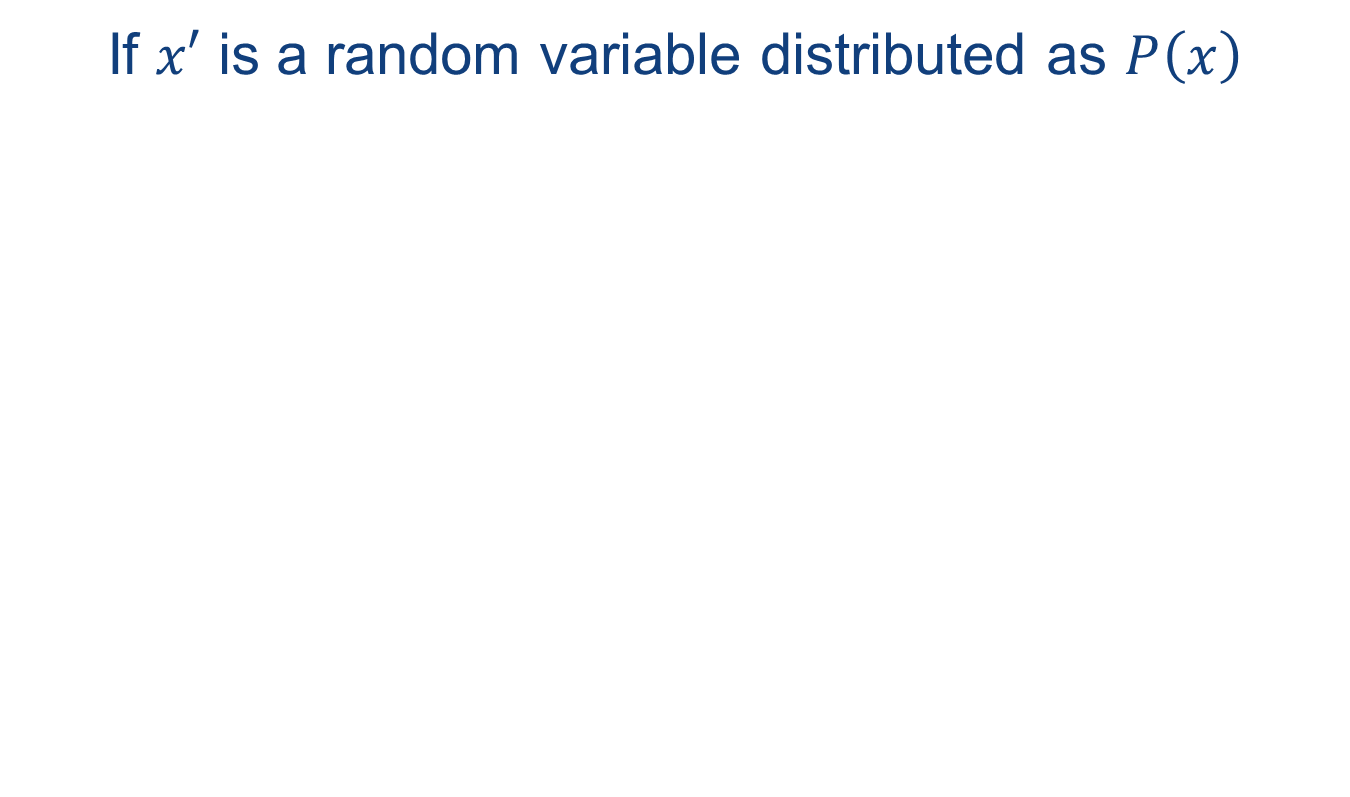 If x′ is a random variable distributed as P(x)